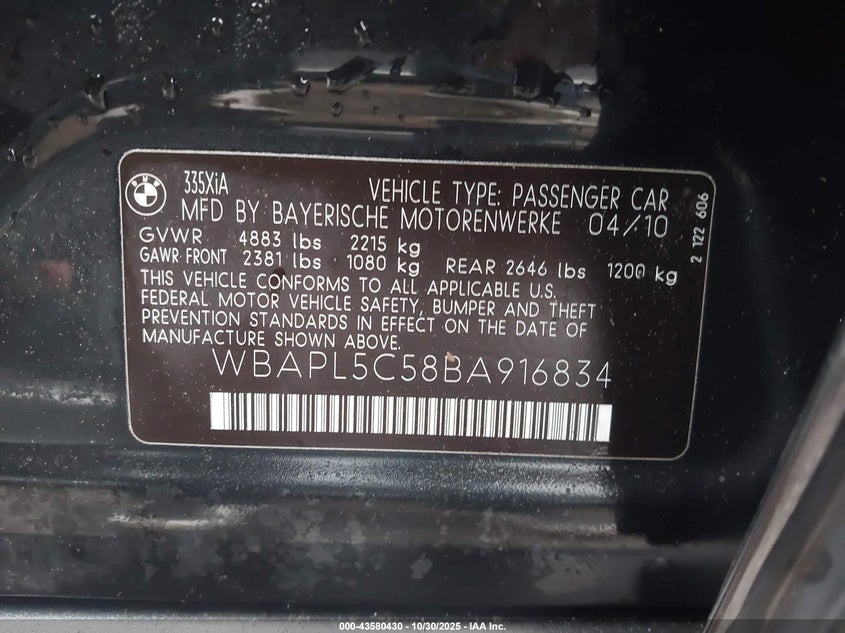 BMW
335XiA
VEHICLE TYPE: PASSENGER CAR
MFD BY BAYERISCHE MOTORENWERKE 04/10
GVWR 4883 lbs 2215 kg
GAWR FRONT 2381 lbs 1080 kg REAR 2646 lbs 1200 kg
THIS VEHICLE CONFORMS TO ALL APPLICABLE U.S.
FEDERAL MOTOR VEHICLE SAFETY, BUMPER AND THEFT
PREVENTION STANDARDS IN EFFECT ON THE DATE OF
MANUFACTURE SHOWN ABOVE.
WBAPL5C58BA916834
2 122 606
000-43580430 - 10/30/2025 - IAA Inc.